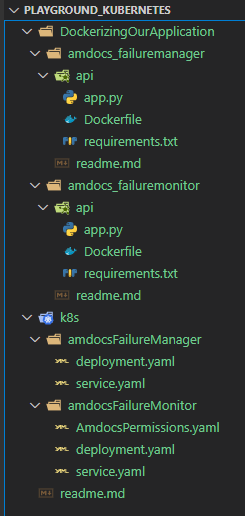 PLAYGROUND_KUBERNETES
DockerizingOurApplication
amdocs_failuremanager
api
app.py
Dockerfile
requirements.txt
readme.md
amdocs_failuremonitor
api
app.py
Dockerfile
requirements.txt
readme.md
k8s
amdocsFailureManager
deployment.yaml
service.yaml
amdocsFailureMonitor
AmdocsPermissions.yaml
deployment.yaml
service.yaml
readme.md